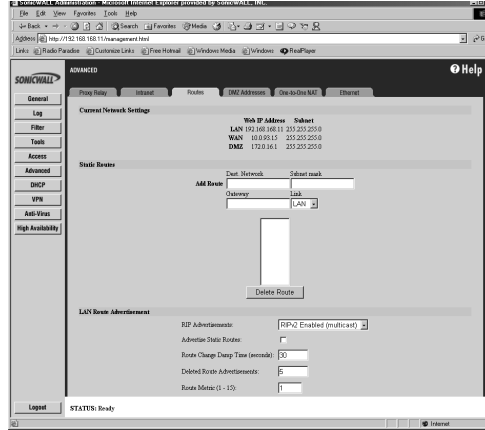 SonicWALL Administration - Microsoft Internet Explorer provided by SonicWALL, INC.
File Edit View Favorites Tools Help
Back Search Favorites Media
Address http://192.168.168.11/management.html
Links Radio Paradise Customize Links Free Hotmail Windows Media Windows RealPlayer
SONICWALL
ADVANCED
Help
Proxy Relay Intranet Routes DMZ Addresses One-to-One NAT Ethernet
General
Log
Filter
Tools
Access
Advanced
DHCP
VPN
Anti-Virus
High Availability
Logout
Current Network Settings
Web IP Address Subnet
LAN 192.168.168.11 255.255.255.0
WAN 10.0.93.15 255.255.255.0
DMZ 172.0.16.1 255.255.255.0
Static Routes
Dest. Network Subnet mask
Add Route
Gateway Link
LAN
Delete Route
LAN Route Advertisement
RIP Advertisements: RIPv2 Enabled (multicast)
Advertise Static Routes:
Route Change Damp Time (seconds): 30
Deleted Route Advertisements: 5
Route Metric (1 - 15): 1
STATUS: Ready
Internet